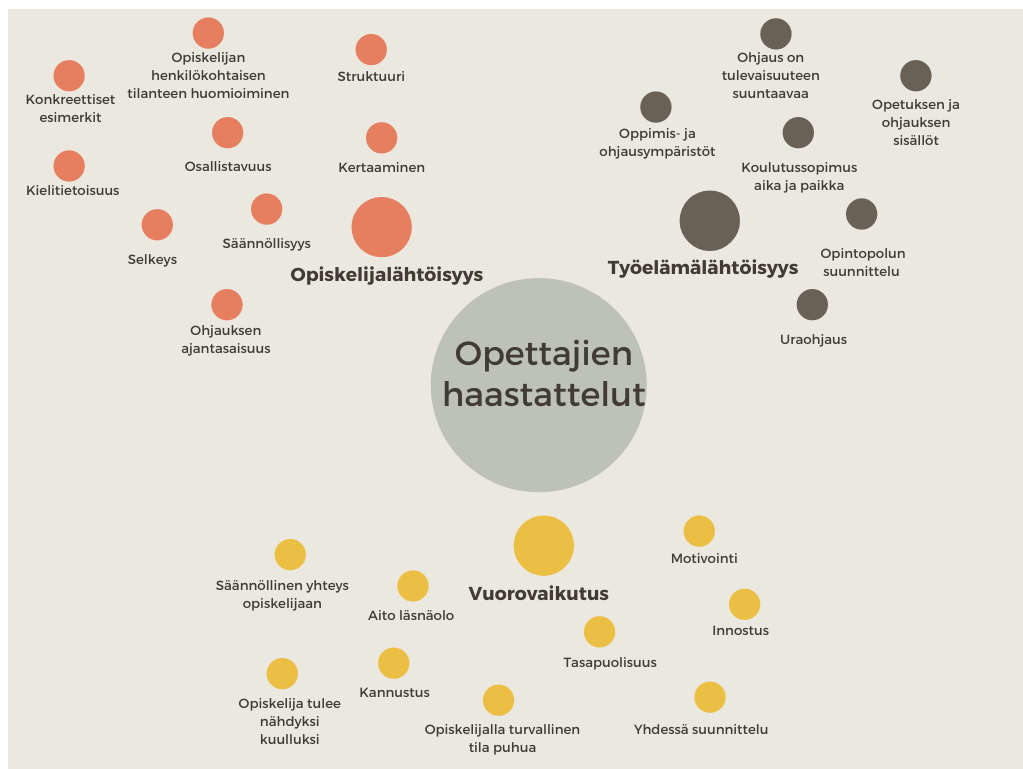 Opiskelijan
henkilökohtaisen
tilanteen huomioiminen
Struktuuri
Konkreettiset
esimerkit
Osallistavuus
Kertaaminen
Kielitietoisuus
Selkeys
Säännöllisyys
Opiskelijalähtöisyys
Ohjauksen
ajantasaisuus
Ohjaus on
tulevaisuuteen
suuntaavaa
Opetuksen ja
ohjauksen
sisällöt
Oppimis- ja
ohjausympäristöt
Koulutussopimus
aika ja paikka
Työelämälähtöisyys
Opintopolun
suunnittelu
Uraohjaus
Opettajien
haastattelut
Vuorovaikutus
Säännöllinen yhteys
opiskelijaan
Aito läsnäolo
Motivointi
Innostus
Tasapuolisuus
Kannustus
Opiskelija tulee
nähdyksi
kuulluksi
Opiskelijalla turvallinen
tila puhua
Yhdessä suunnittelu